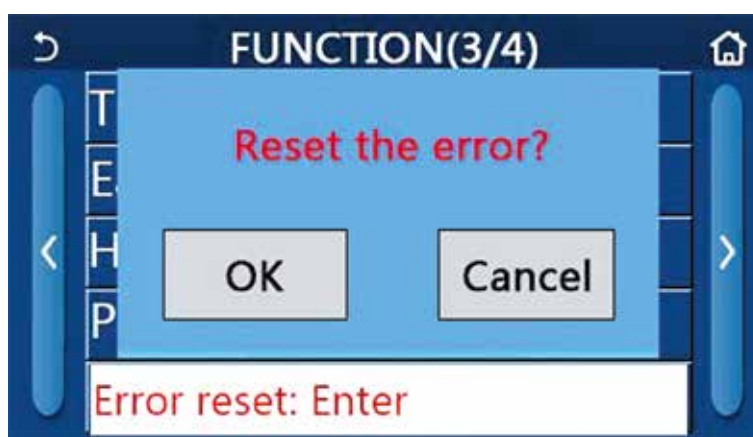 FUNCTION(3/4)
Reset the error?
OK Cancel
Error reset: Enter